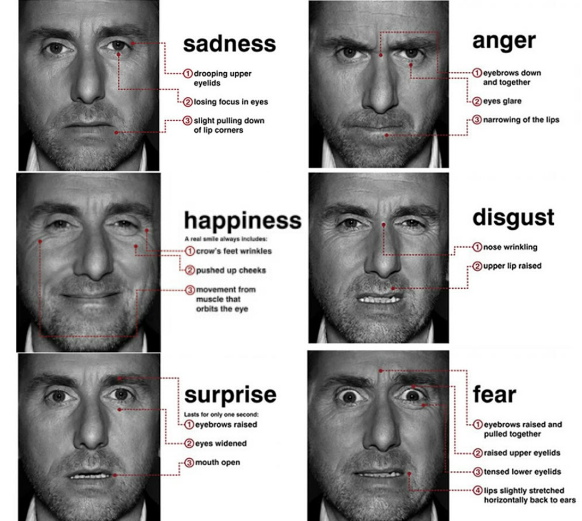 sadness
1 drooping upper
eyelids
2 losing focus in eyes
3 slight pulling down
of lip corners
anger
1 eyebrows down
and together
2 eyes glare
3 narrowing of the lips
happiness
A real smile always includes:
1 crow's feet wrinkles
2 pushed up cheeks
3 movement from
muscle that
orbits the eye
disgust
1 nose wrinkling
2 upper lip raised
surprise
Lasts for only one second:
1 eyebrows raised
2 eyes widened
3 mouth open
fear
1 eyebrows raised and
pulled together
2 raised upper eyelids
3 tensed lower eyelids
4 lips slightly stretched
horizontally back to ears